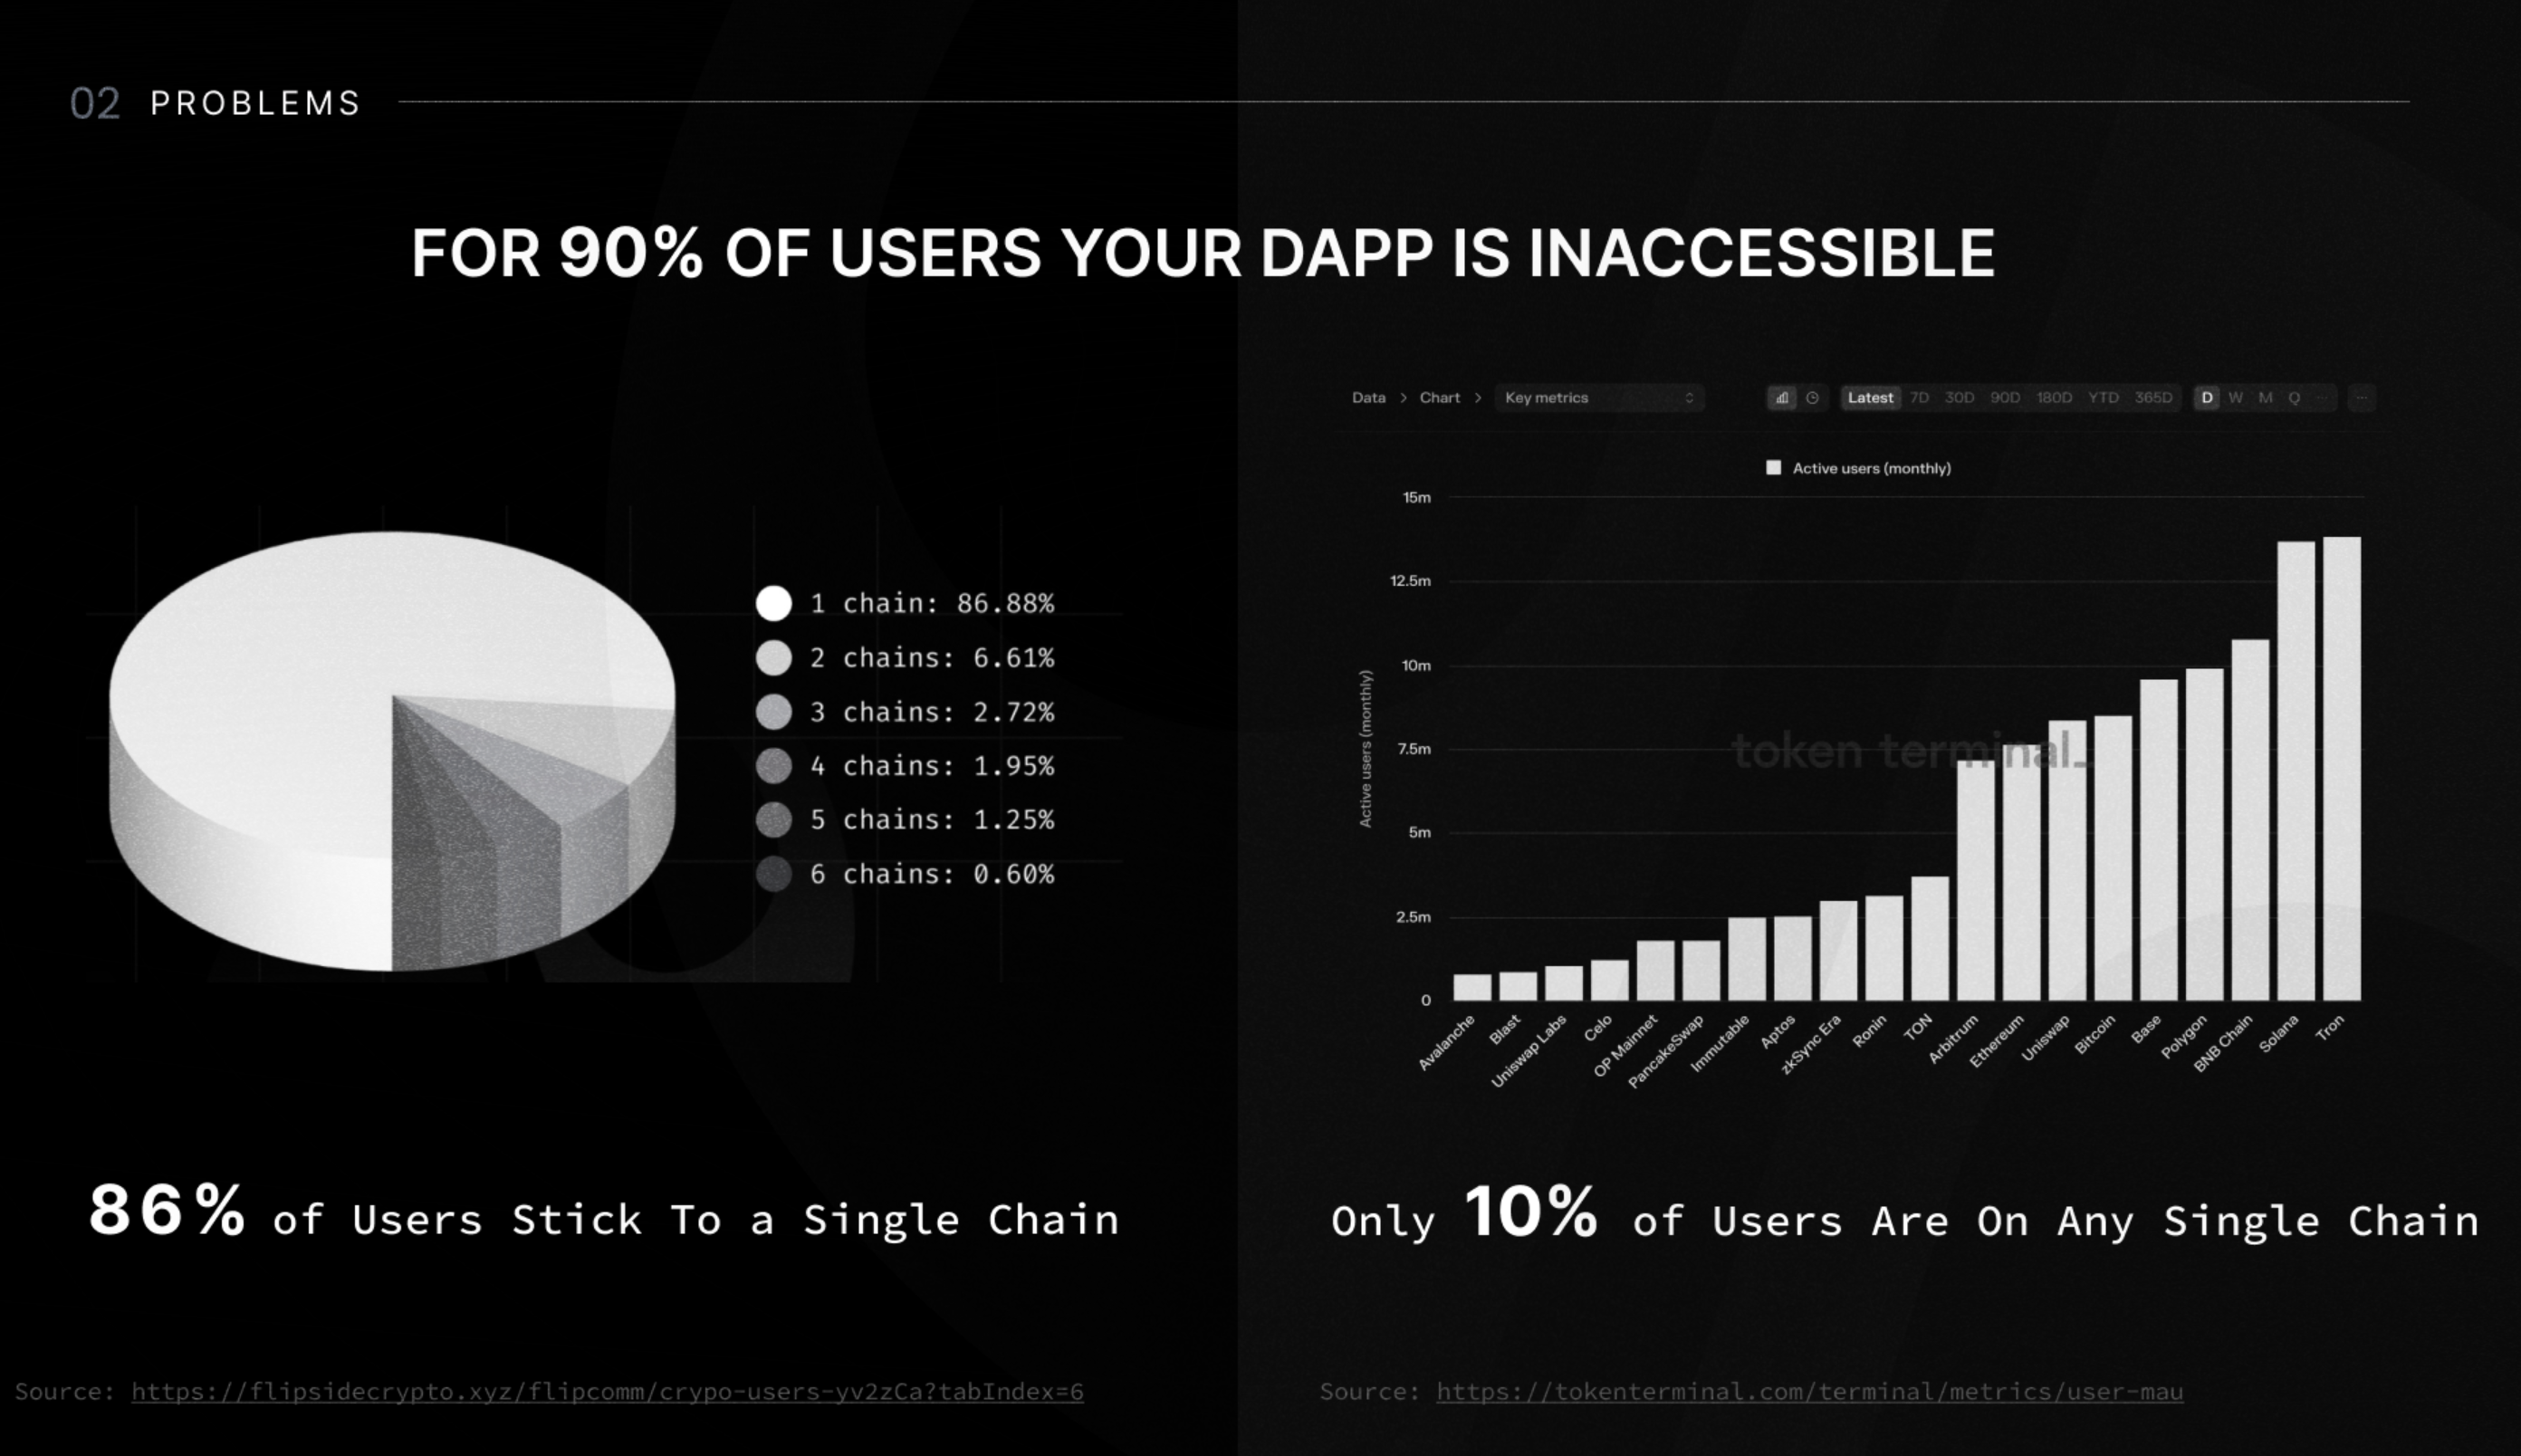 02 PROBLEMS
FOR 90% OF USERS YOUR DAPP IS INACCESSIBLE
1 chain: 86.88%
2 chains: 6.61%
3 chains: 2.72%
4 chains: 1.95%
5 chains: 1.25%
6 chains: 0.60%
86% of Users Stick To a Single Chain
Source: https://flipsidecrypto.xyz/flipcomm/crypo-users-yv2zCa?tabIndex=6
Data > Chart > Key metrics
Latest 7D 30D 90D 180D YTD 365D D W M Q ... ...
Active users (monthly)
15m
12.5m
10m
7.5m
5m
2.5m
0
Active users (monthly)
token terminal_
Avalanche
Blast
Uniswap Labs
Celo
OP Mainnet
PancakeSwap
Immutable
Aptos
zkSync Era
Ronin
TON
Arbitrum
Ethereum
Uniswap
Bitcoin
Base
Polygon
BNB Chain
Solana
Tron
Only 10% of Users Are On Any Single Chain
Source: https://tokenterminal.com/terminal/metrics/user-mau